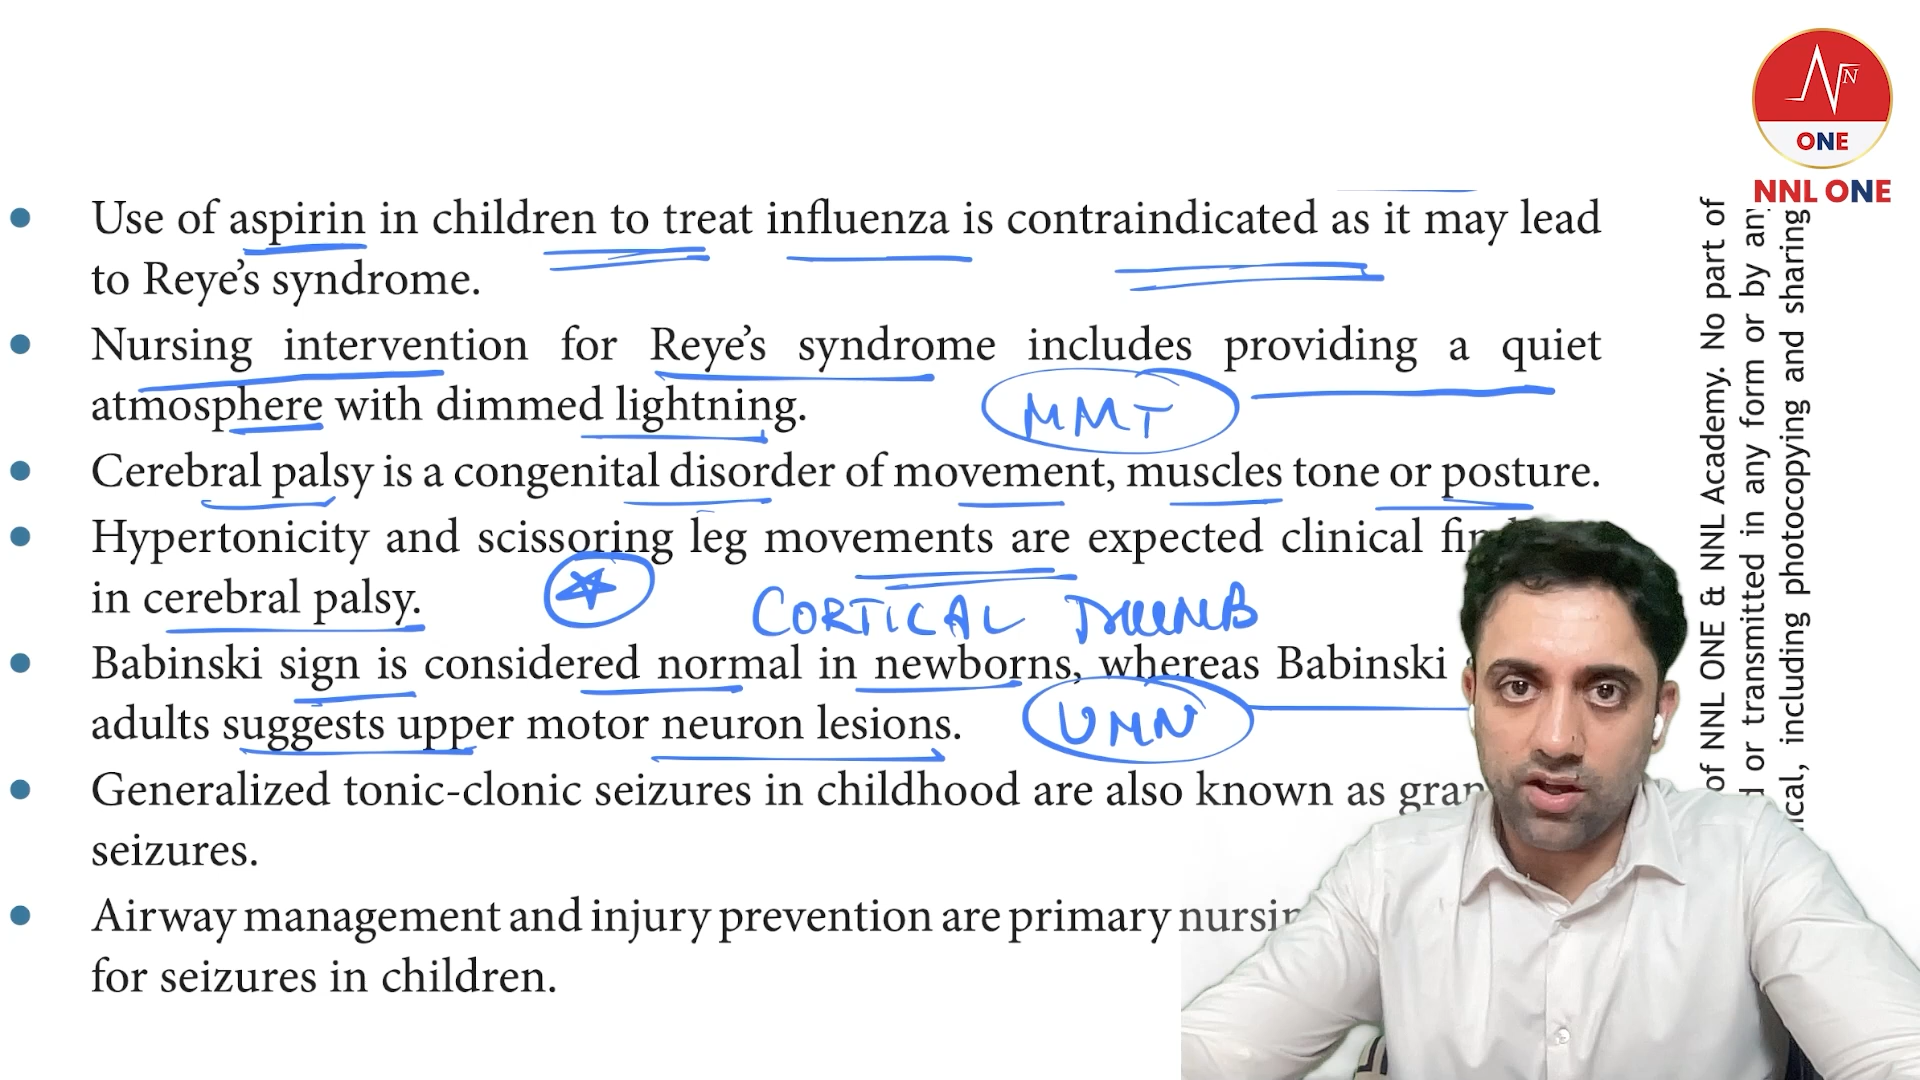 N
ONE
NNL ONE
Use of aspirin in children to treat influenza is contraindicated as it may lead
to Reye’s syndrome.
Nursing intervention for Reye’s syndrome includes providing a quiet
atmosphere with dimmed lightning.
MMT
Cerebral palsy is a congenital disorder of movement, muscles tone or posture.
Hypertonicity and scissoring leg movements are expected clinical
in cerebral palsy.
CORTICAL THUMB
Babinski sign is considered normal in newborns, whereas Babinski
adults suggests upper motor neuron lesions.
UMN
Generalized tonic-clonic seizures in childhood are also known as
seizures.
Airway management and injury prevention are primary
for seizures in children.
of NNL ONE & NNL Academy. No part of
or transmitted in any form or by
including photocopying and sharing